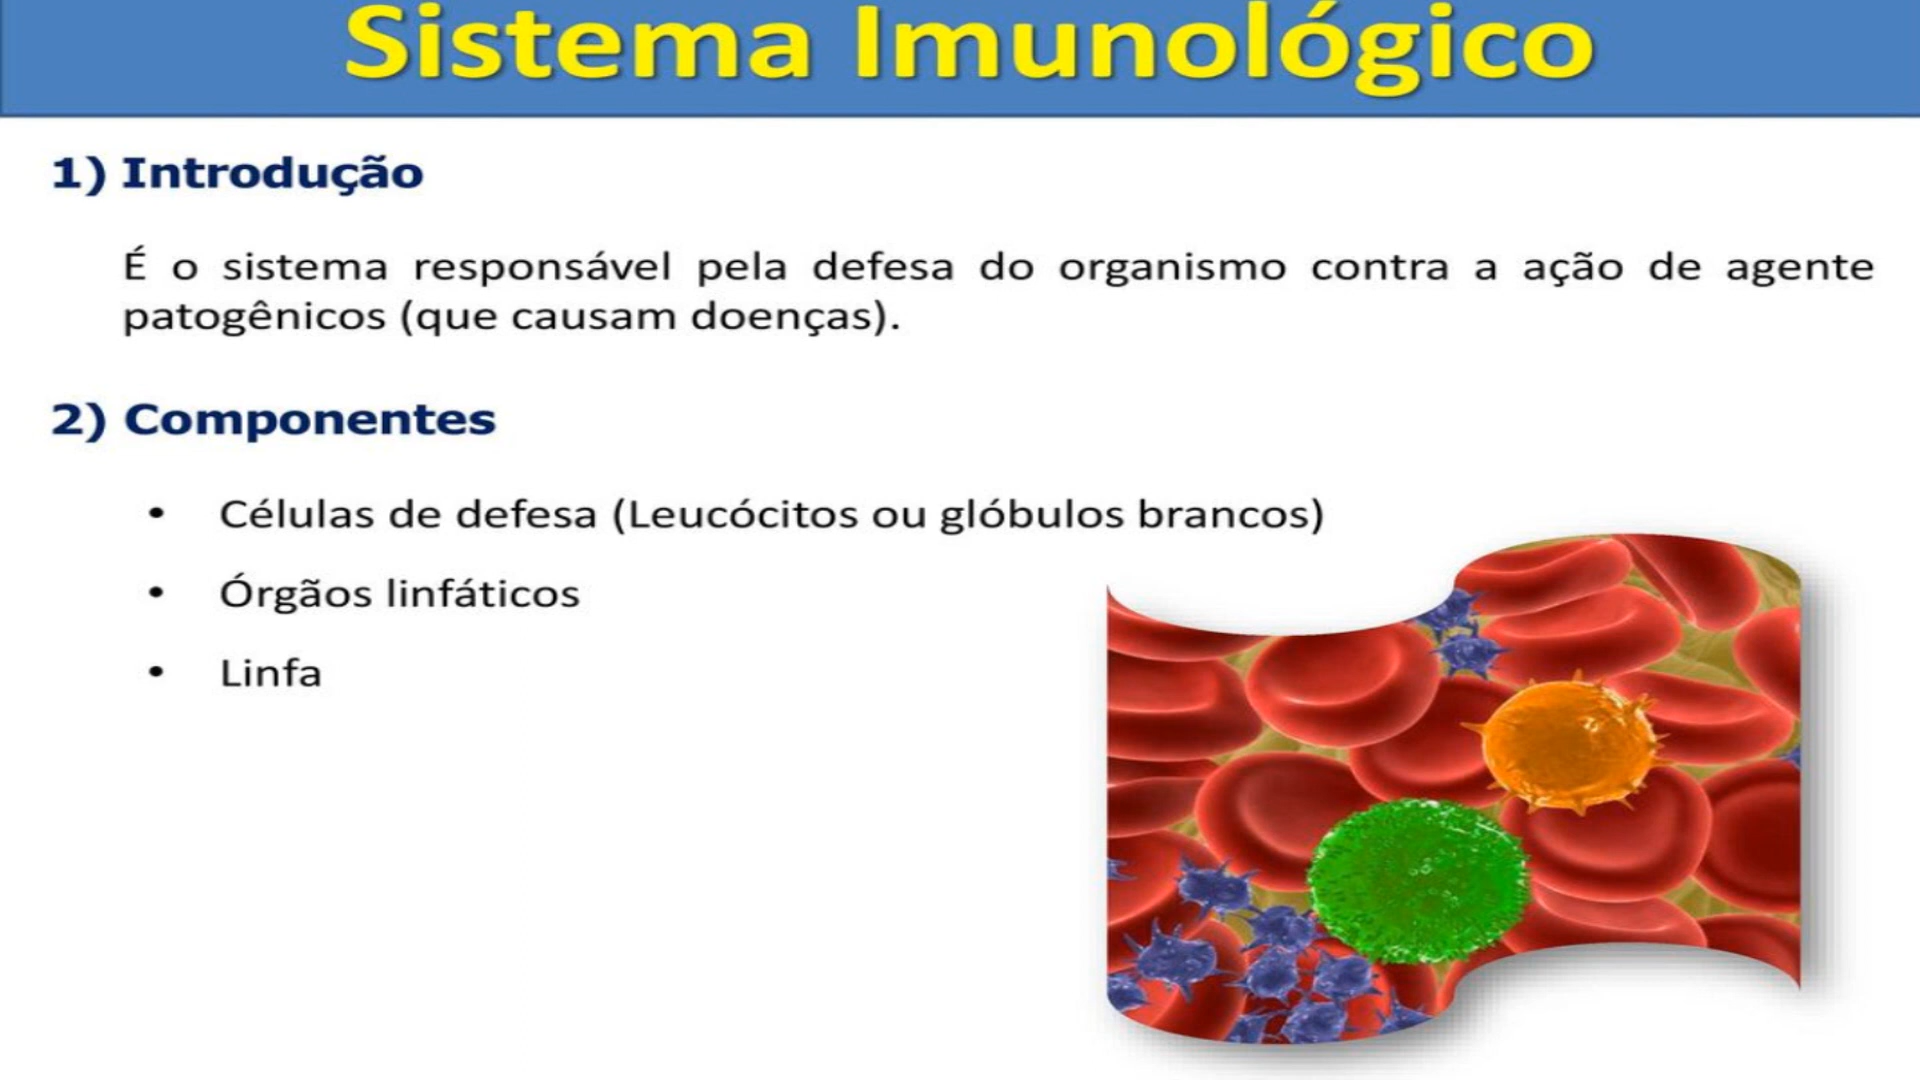 Sistema Imunológico
1) Introdução
É o sistema responsável pela defesa do organismo contra a ação de agente
patogênicos (que causam doenças).
2) Componentes
• Células de defesa (Leucócitos ou glóbulos brancos)
• Órgãos linfáticos
• Linfa